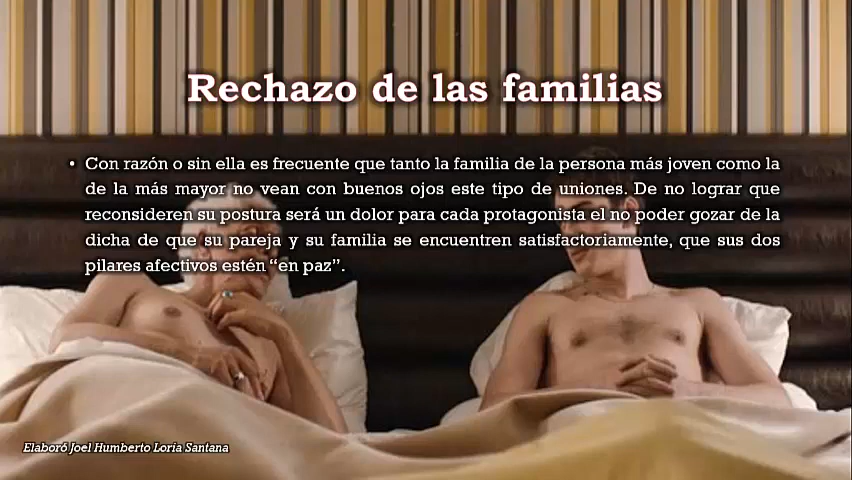 Rechazo de las familias
• Con razón o sin ella es frecuente que tanto la familia de la persona más joven como la
de la más mayor no vean con buenos ojos este tipo de uniones. De no lograr que
reconsideren su postura será un dolor para cada protagonista el no poder gozar de la
dicha de que su pareja y su familia se encuentren satisfactoriamente, que sus dos
pilares afectivos estén “en paz”.
Elaboró Joel Humberto Loria Santana